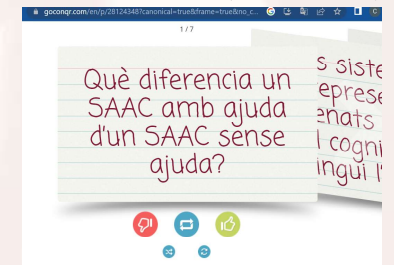 goconqr.com/en/p/28124348?canonical=true&frame=true&no_c...
1 / 7
Què diferencia un
SAAC amb ajuda
d'un SAAC sense
ajuda?
s siste
eprese
enats
l cogni
ingui l'